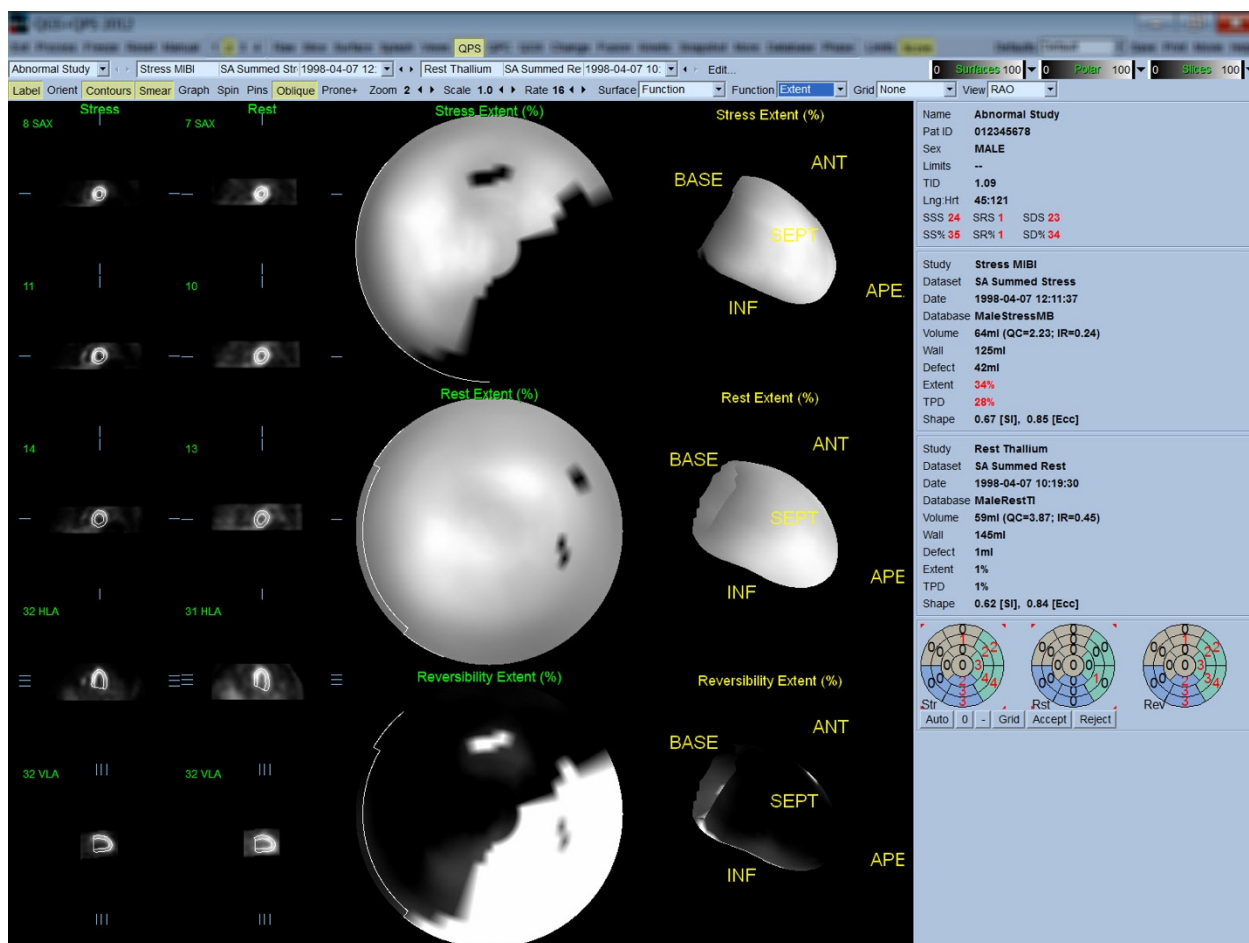 QGS+QPS 2012
QPS
Abnormal Study Stress MIBI SA Summed Str 1998-04-07 12: Rest Thallium SA Summed Re 1998-04-07 10: Edit... 0 Surfaces 100 0 Polar 100 0 Slices 100
Label Orient Contours Smear Graph Spin Pins Oblique Prone+ Zoom 2 Scale 1.0 Rate 16 Surface Function Function Extent Grid None View RAO
Stress Rest Stress Extent (%) Stress Extent (%)
8 SAX 7 SAX
ANT
BASE
SEPT
11 10
APE.
INF
Rest Extent (%) Rest Extent (%)
14 13
ANT
BASE
SEPT
APE
INF
32 HLA 31 HLA
Reversibility Extent (%) Reversibility Extent (%)
ANT
BASE
32 VLA 32 VLA
SEPT
APE
INF
Name Abnormal Study
Pat ID 012345678
Sex MALE
Limits --
TID 1.09
Lng:Hrt 45:121
SSS 24 SRS 1 SDS 23
SS% 35 SR% 1 SD% 34
Study Stress MIBI
Dataset SA Summed Stress
Date 1998-04-07 12:11:37
Database MaleStressMB
Volume 64ml (QC=2.23; IR=0.24)
Wall 125ml
Defect 42ml
Extent 34%
TPD 28%
Shape 0.67 [SI], 0.85 [Ecc]
Study Rest Thallium
Dataset SA Summed Rest
Date 1998-04-07 10:19:30
Database MaleRestTl
Volume 59ml (QC=3.87; IR=0.45)
Wall 145ml
Defect 1ml
Extent 1%
TPD 1%
Shape 0.62 [SI], 0.84 [Ecc]
Str Rst Rev
Auto 0 - Grid Accept Reject